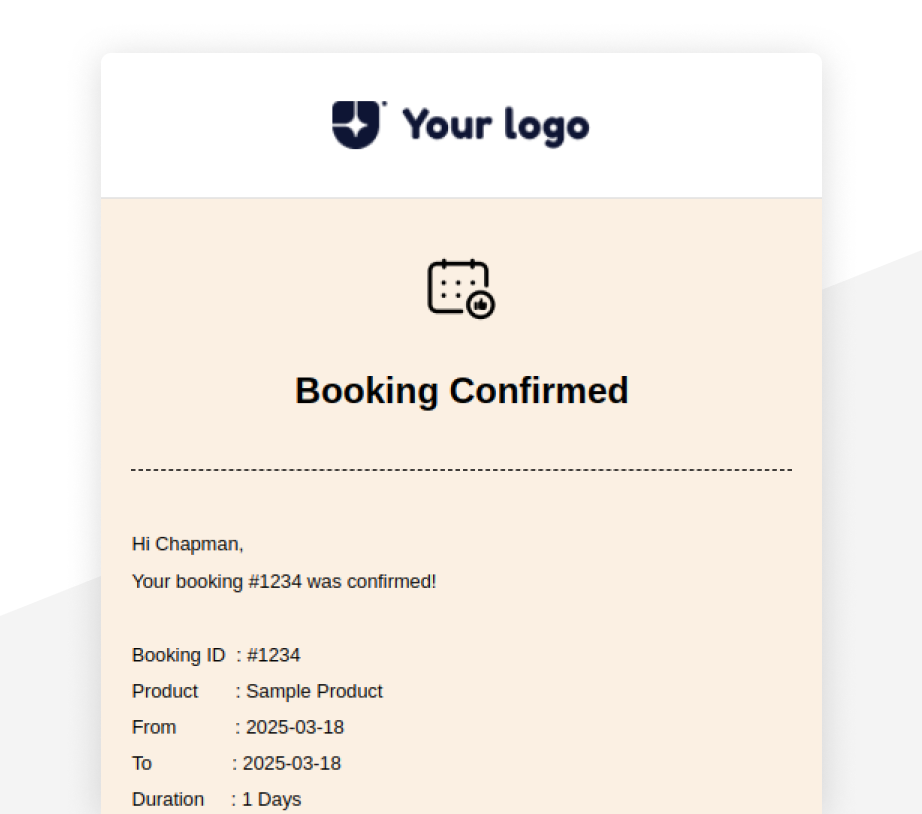 Your logo
Booking Confirmed
Hi Chapman,
Your booking #1234 was confirmed!
Booking ID : #1234
Product : Sample Product
From : 2025-03-18
To : 2025-03-18
Duration : 1 Days